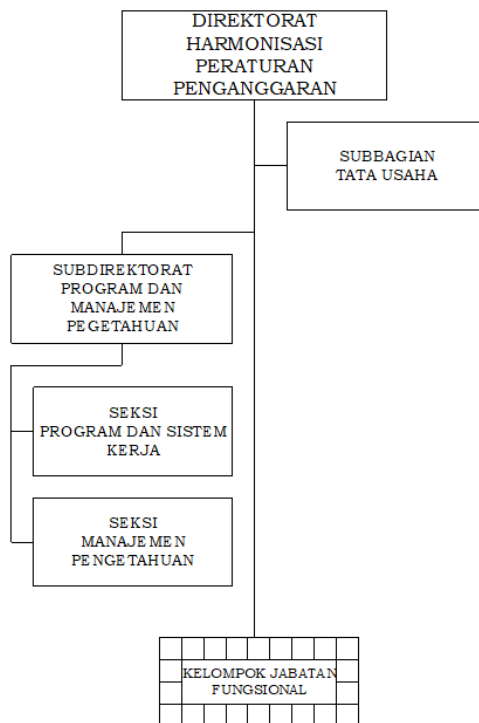 DIREKTORAT
HARMONISASI
PERATURAN
PENGANGGARAN
SUBBAGIAN
TATA USAHA
SUBDIREKTORAT
PROGRAM DAN
MANAJEMEN
PEGETAHUAN
SEKSI
PROGRAM DAN SISTEM
KERJA
SEKSI
MANAJEMEN
PENGETAHUAN
KELOMPOK JABATAN
FUNGSIONAL